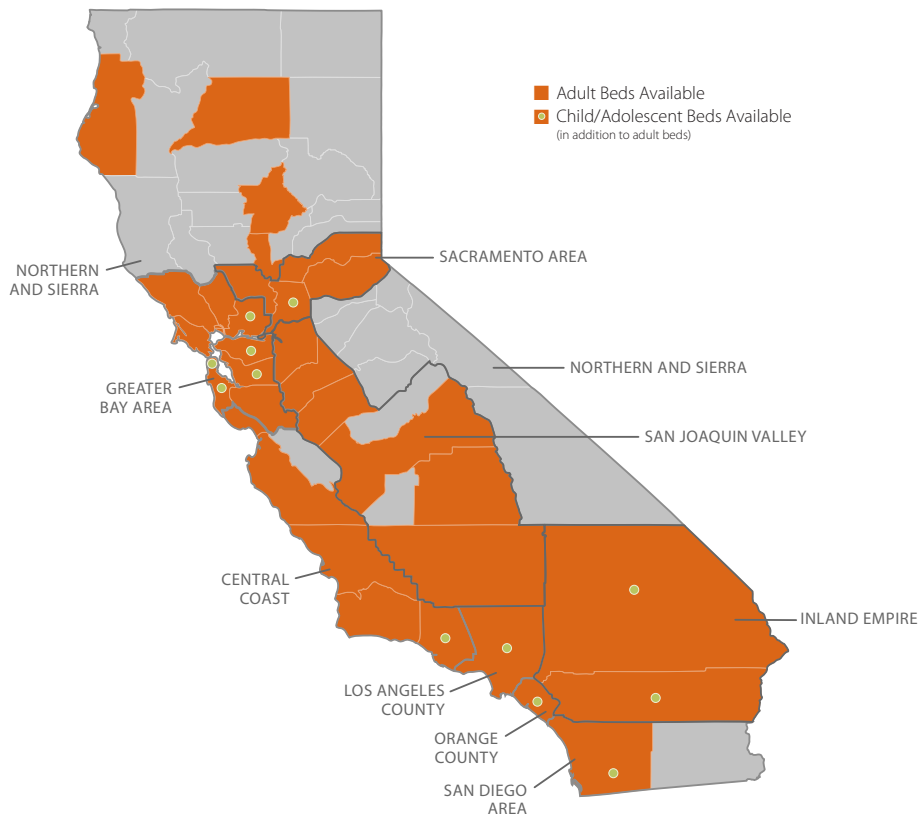 Adult Beds Available
Child/Adolescent Beds Available
(in addition to adult beds)
NORTHERN
AND SIERRA
SACRAMENTO AREA
NORTHERN AND SIERRA
GREATER
BAY AREA
SAN JOAQUIN VALLEY
CENTRAL
COAST
INLAND EMPIRE
LOS ANGELES
COUNTY
ORANGE
COUNTY
SAN DIEGO
AREA